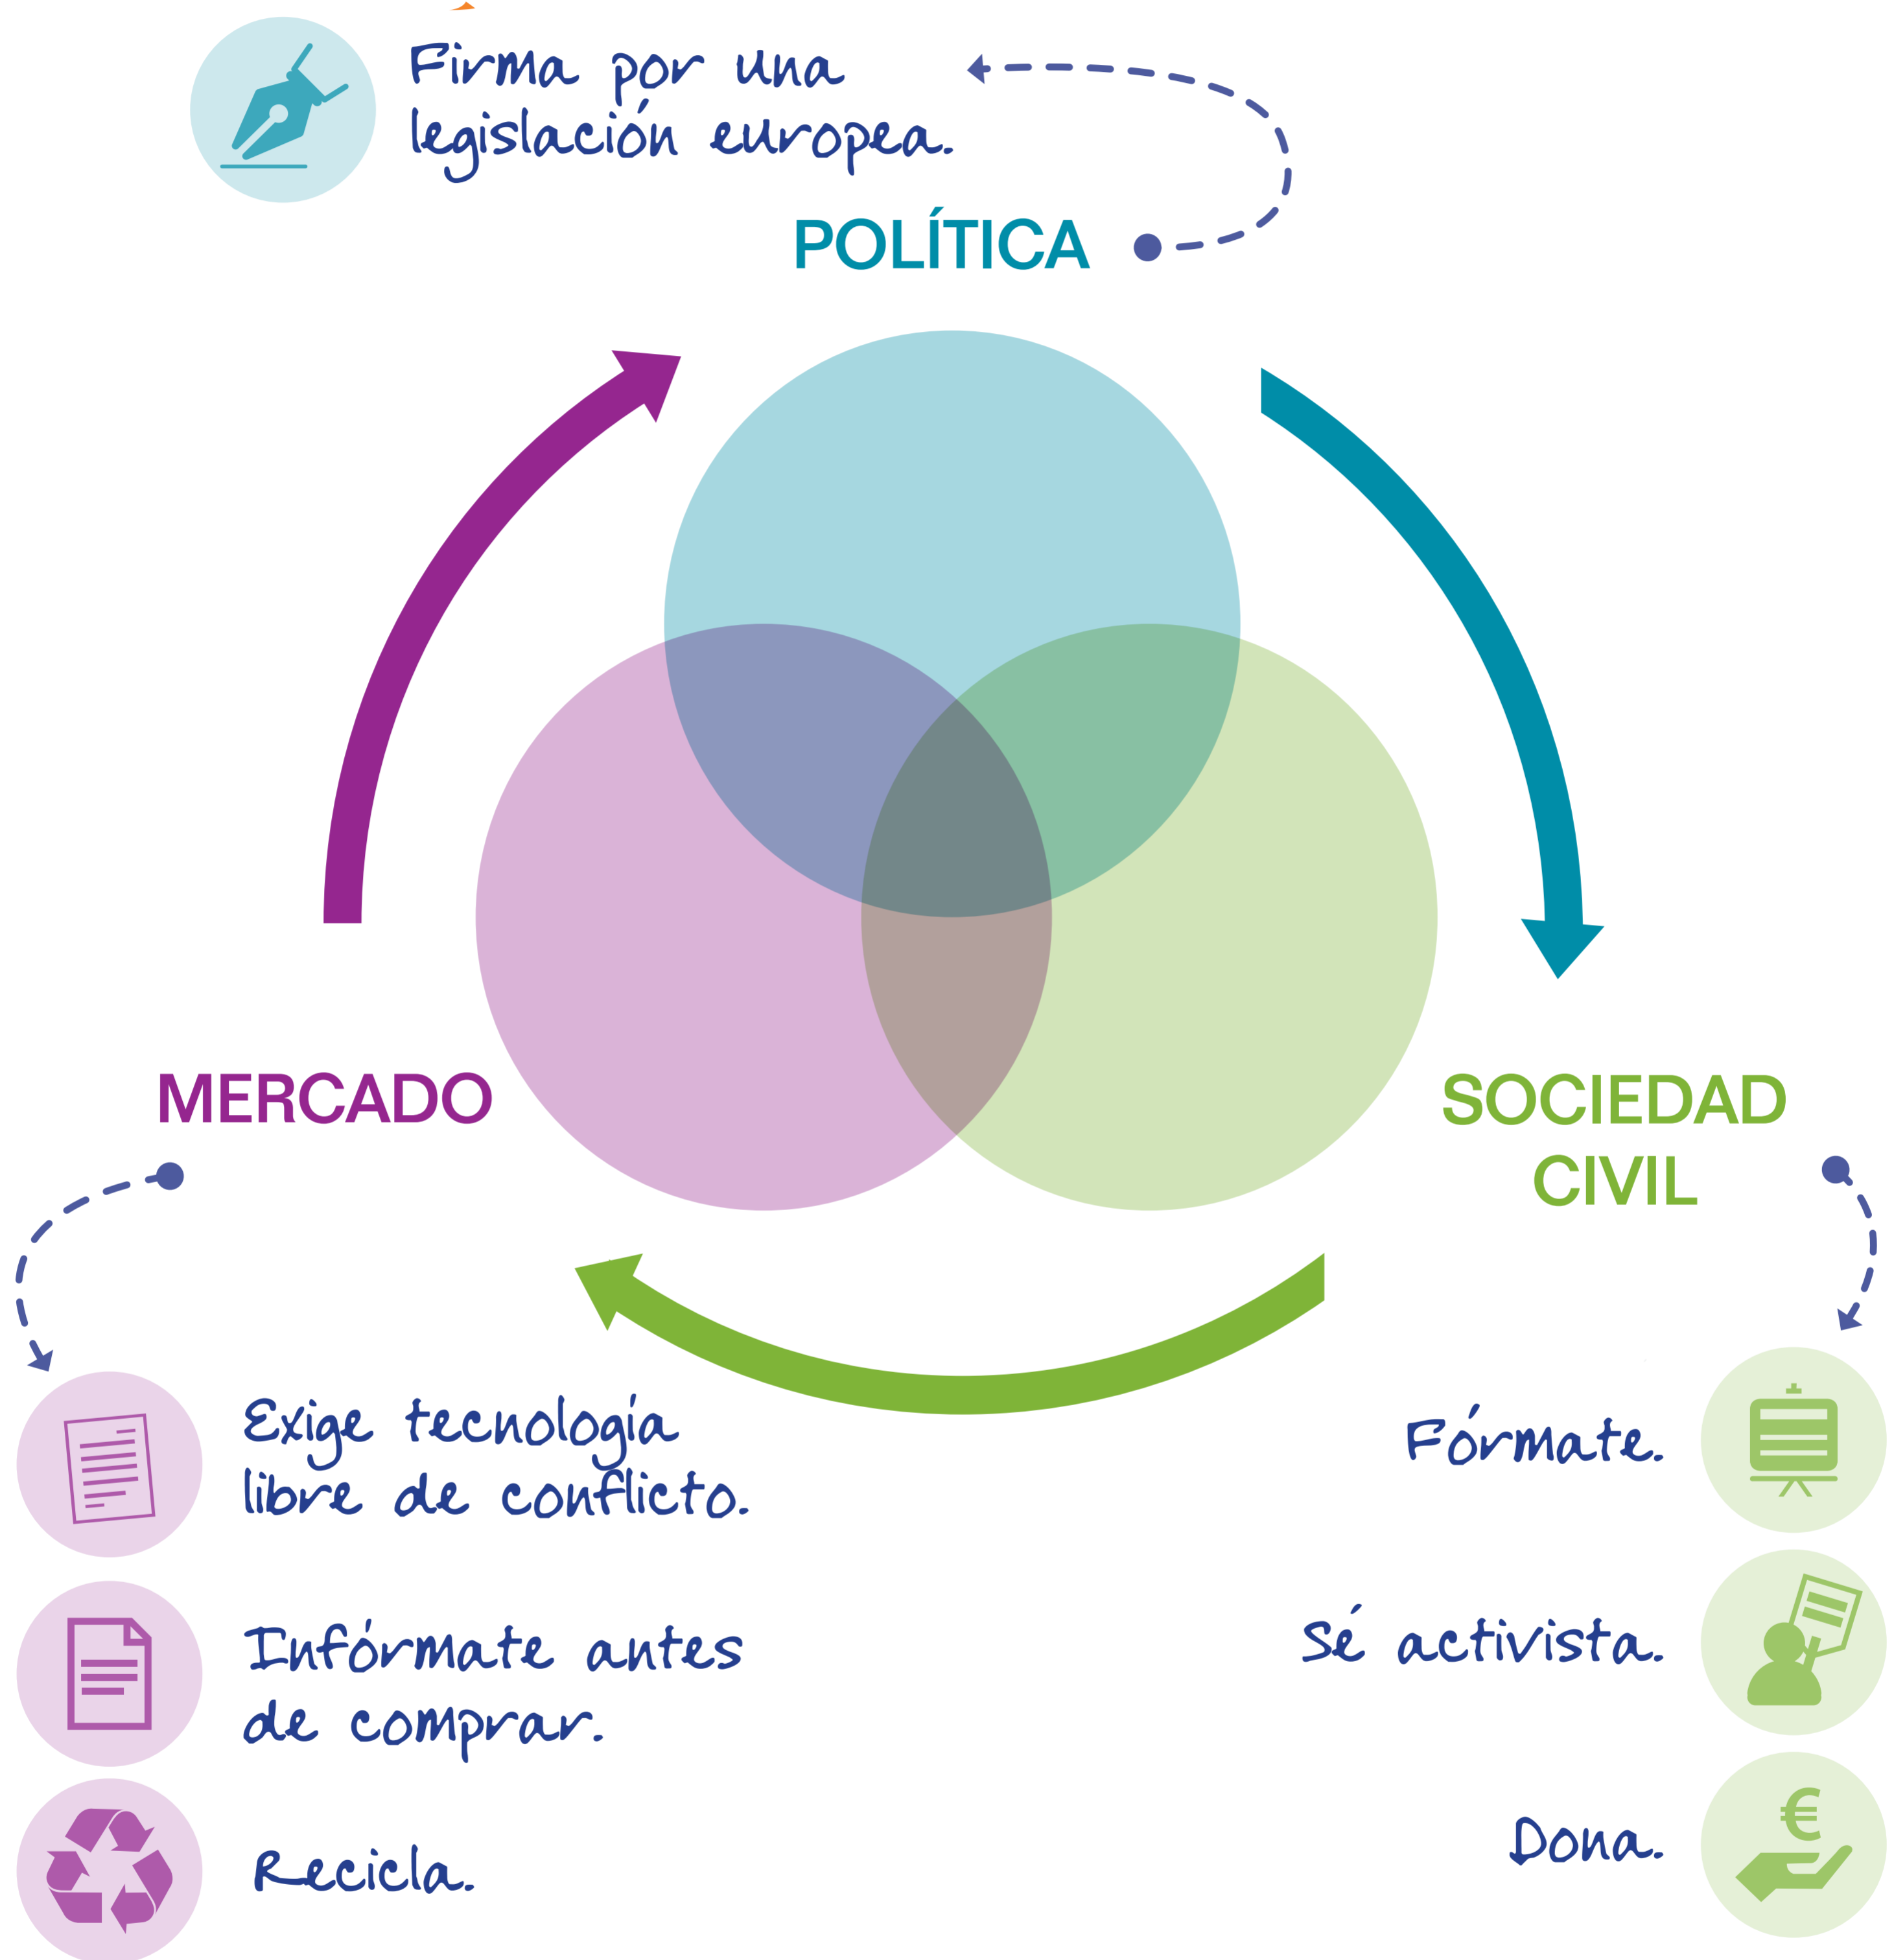 Firma por una
legislación europea.
POLÍTICA
MERCADO
SOCIEDAD
CIVIL
Exige tecnología
libre de conflicto.
Infórmate antes
de comprar.
Recicla.
Fórmate.
Sé activista.
Dona.
€